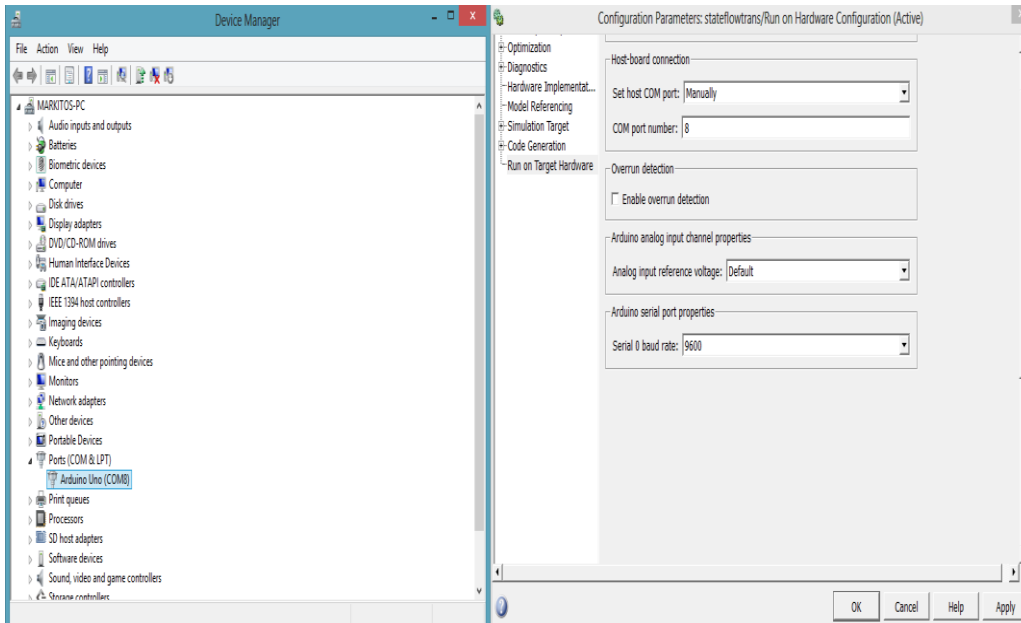 Device Manager
File Action View Help
MARKITOS-PC
Audio inputs and outputs
Batteries
Biometric devices
Computer
Disk drives
Display adapters
DVD/CD-ROM drives
Human Interface Devices
IDE ATA/ATAPI controllers
IEEE 1394 host controllers
Imaging devices
Keyboards
Mice and other pointing devices
Monitors
Network adapters
Other devices
Portable Devices
Ports (COM & LPT)
Arduino Uno (COM8)
Print queues
Processors
SD host adapters
Software devices
Sound, video and game controllers
Storage controllers
Configuration Parameters: stateflowtrans/Run on Hardware Configuration (Active)
Optimization
Diagnostics
Hardware Implementat...
Model Referencing
Simulation Target
Code Generation
Run on Target Hardware
Host-board connection
Set host COM port: Manually
COM port number: 8
Overrun detection
Enable overrun detection
Arduino analog input channel properties
Analog input reference voltage: Default
Arduino serial port properties
Serial 0 baud rate: 9600
OK Cancel Help Apply